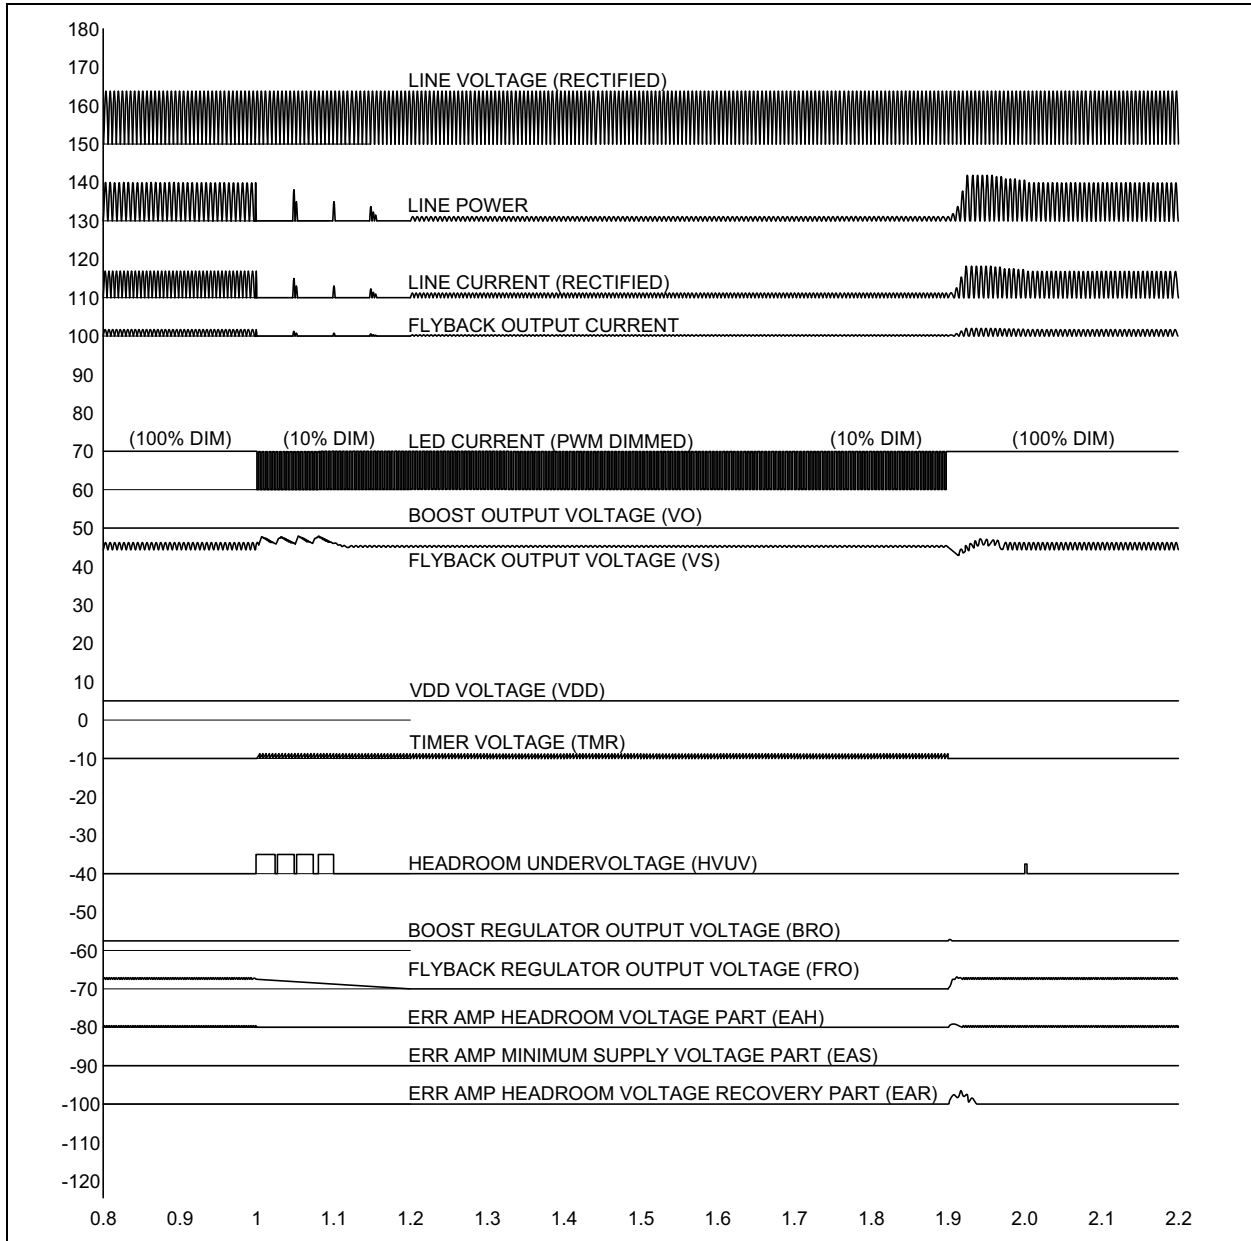 180
170
LINE VOLTAGE (RECTIFIED)
160
150
140
LINE POWER
130
120
LINE CURRENT (RECTIFIED)
110
FLYBACK OUTPUT CURRENT
100
90
80
(100% DIM) (10% DIM) LED CURRENT (PWM DIMMED) (10% DIM) (100% DIM)
70
60
BOOST OUTPUT VOLTAGE (VO)
50
FLYBACK OUTPUT VOLTAGE (VS)
40
30
20
10
VDD VOLTAGE (VDD)
0
TIMER VOLTAGE (TMR)
-10
-20
-30
HEADROOM UNDERVOLTAGE (HVUV)
-40
-50
BOOST REGULATOR OUTPUT VOLTAGE (BRO)
-60
FLYBACK REGULATOR OUTPUT VOLTAGE (FRO)
-70
ERR AMP HEADROOM VOLTAGE PART (EAH)
-80
ERR AMP MINIMUM SUPPLY VOLTAGE PART (EAS)
-90
ERR AMP HEADROOM VOLTAGE RECOVERY PART (EAR)
-100
-110
-120
0.8 0.9 1 1.1 1.2 1.3 1.4 1.5 1.6 1.7 1.8 1.9 2.0 2.1 2.2